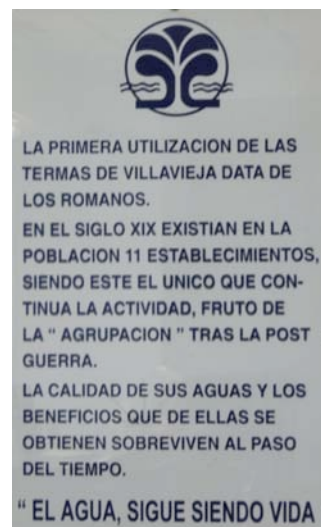 LA PRIMERA UTILIZACION DE LAS
TERMAS DE VILLAVIEJA DATA DE
LOS ROMANOS.
EN EL SIGLO XIX EXISTIAN EN LA
POBLACION 11 ESTABLECIMIENTOS,
SIENDO ESTE EL UNICO QUE CON-
TINUA LA ACTIVIDAD, FRUTO DE
LA " AGRUPACION " TRAS LA POST
GUERRA.
LA CALIDAD DE SUS AGUAS Y LOS
BENEFICIOS QUE DE ELLAS SE
OBTIENEN SOBREVIVEN AL PASO
DEL TIEMPO.
" EL AGUA, SIGUE SIENDO VIDA